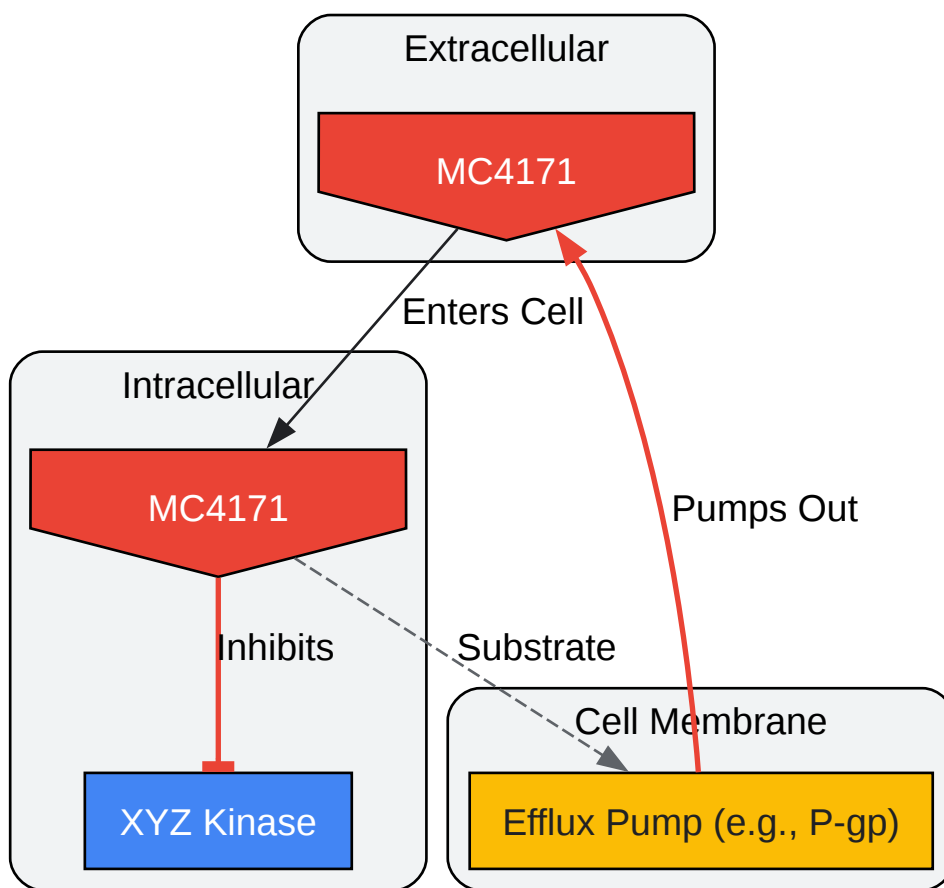 Extracellular
MC4171
Enters Cell
Intracellular
MC4171
Pumps Out
Inhibits
Substrate
Cell Membrane
XYZ Kinase
Efflux Pump (e.g., P-gp)